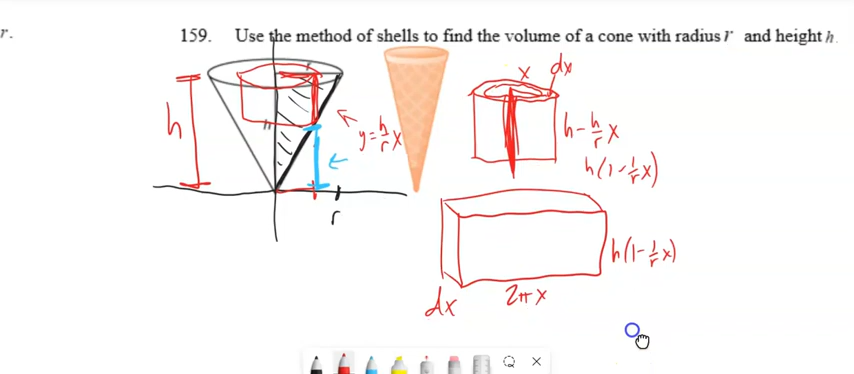 r.
159. Use the method of shells to find the volume of a cone with radius r and height h.
x dx
h
h
y = h/r x
h - h/r x
h(1 - 1/r x)
r
h(1 - 1/r x)
dx
2π x